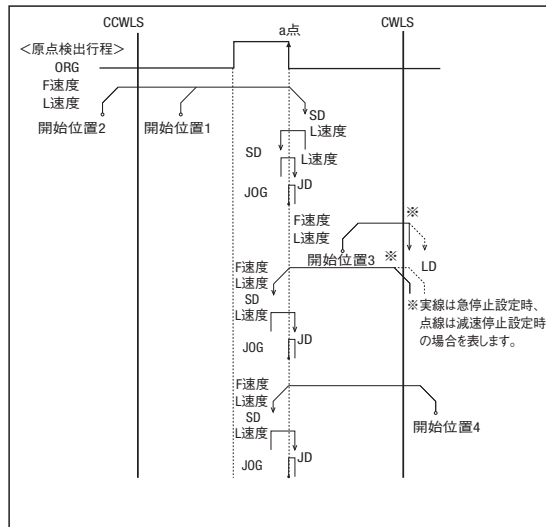 CCWLS
a点
CWLS
<原点検出行程>
ORG
F速度
L速度
SD
開始位置2
開始位置1
L速度
SD
L速度
JD
JOG
F速度
※
L速度
開始位置3
※
LD
F速度
L速度
SD
※実線は急停止設定時、
点線は減速停止設定時
の場合を表します。
L速度
JD
JOG
F速度
L速度
SD
開始位置4
L速度
JD
JOG